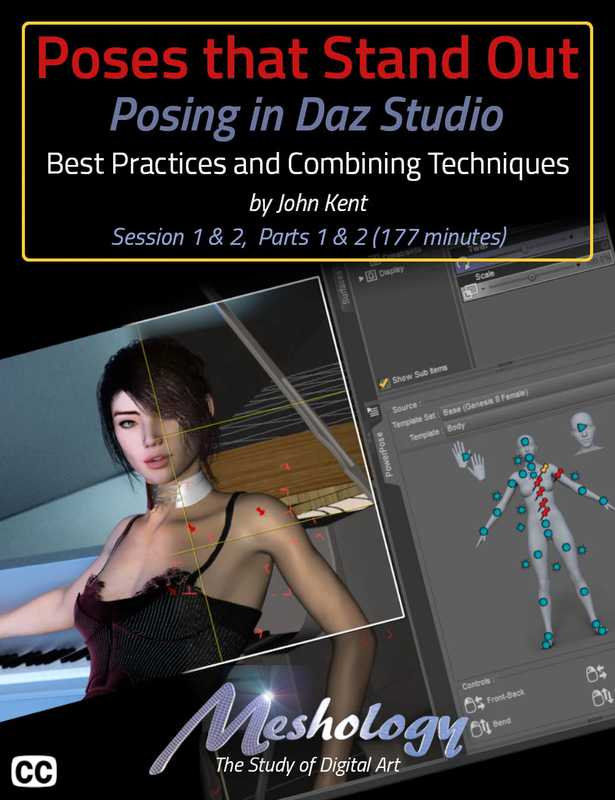 Poses that Stand Out
Posing in Daz Studio
Best Practices and Combining Techniques
by John Kent
Session 1 & 2, Parts 1 & 2 (177 minutes)
Display
Scale
Surfaces
Show Sub Items
Source :
Template Set : Base (Genesis 8 Female)
Template : Body
PowerPose
Controls :
Front-Back
Bend
Meshology
The Study of Digital Art
CC